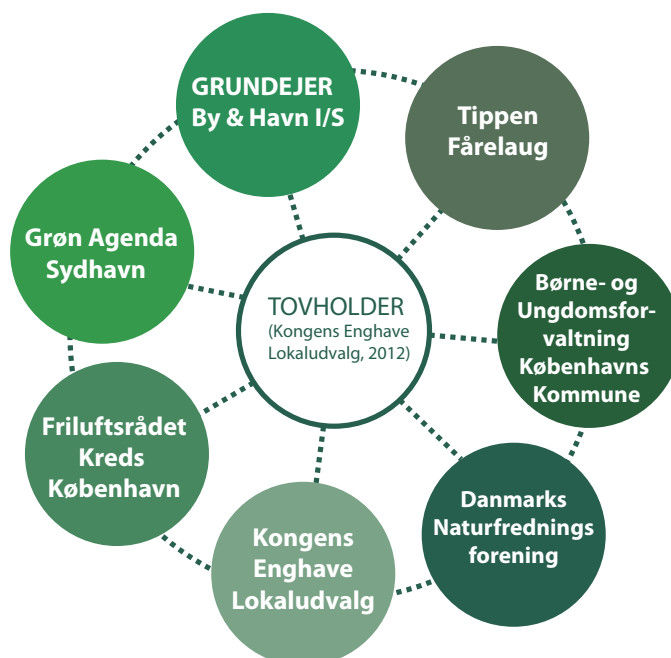 GRUNDEJER
By & Havn I/S
Tippen
Fårelaug
Grøn Agenda
Sydhavn
TOVHOLDER
(Kongens Enghave
Lokaludvalg, 2012)
Børne- og
Ungdomsfor-
valtning
Københavns
Kommune
Friluftsrådet
Kreds
København
Danmarks
Naturfrednings
forening
Kongens
Enghave
Lokaludvalg